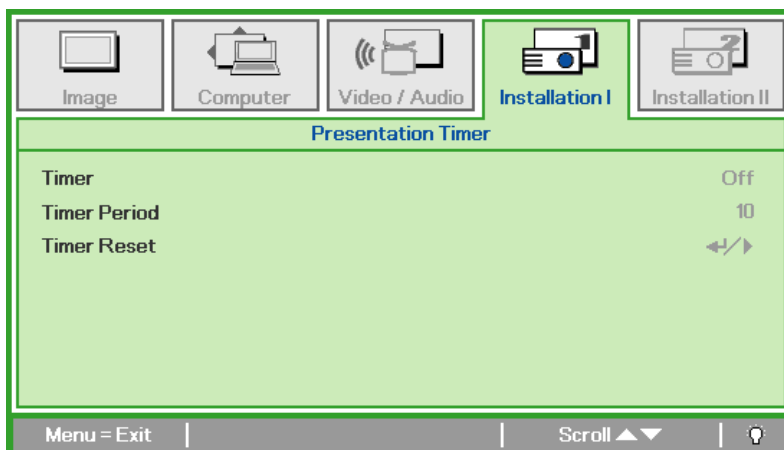 Image
Computer
Video / Audio
Installation I
Installation II
Presentation Timer
Timer Off
Timer Period 10
Timer Reset
Menu = Exit Scroll